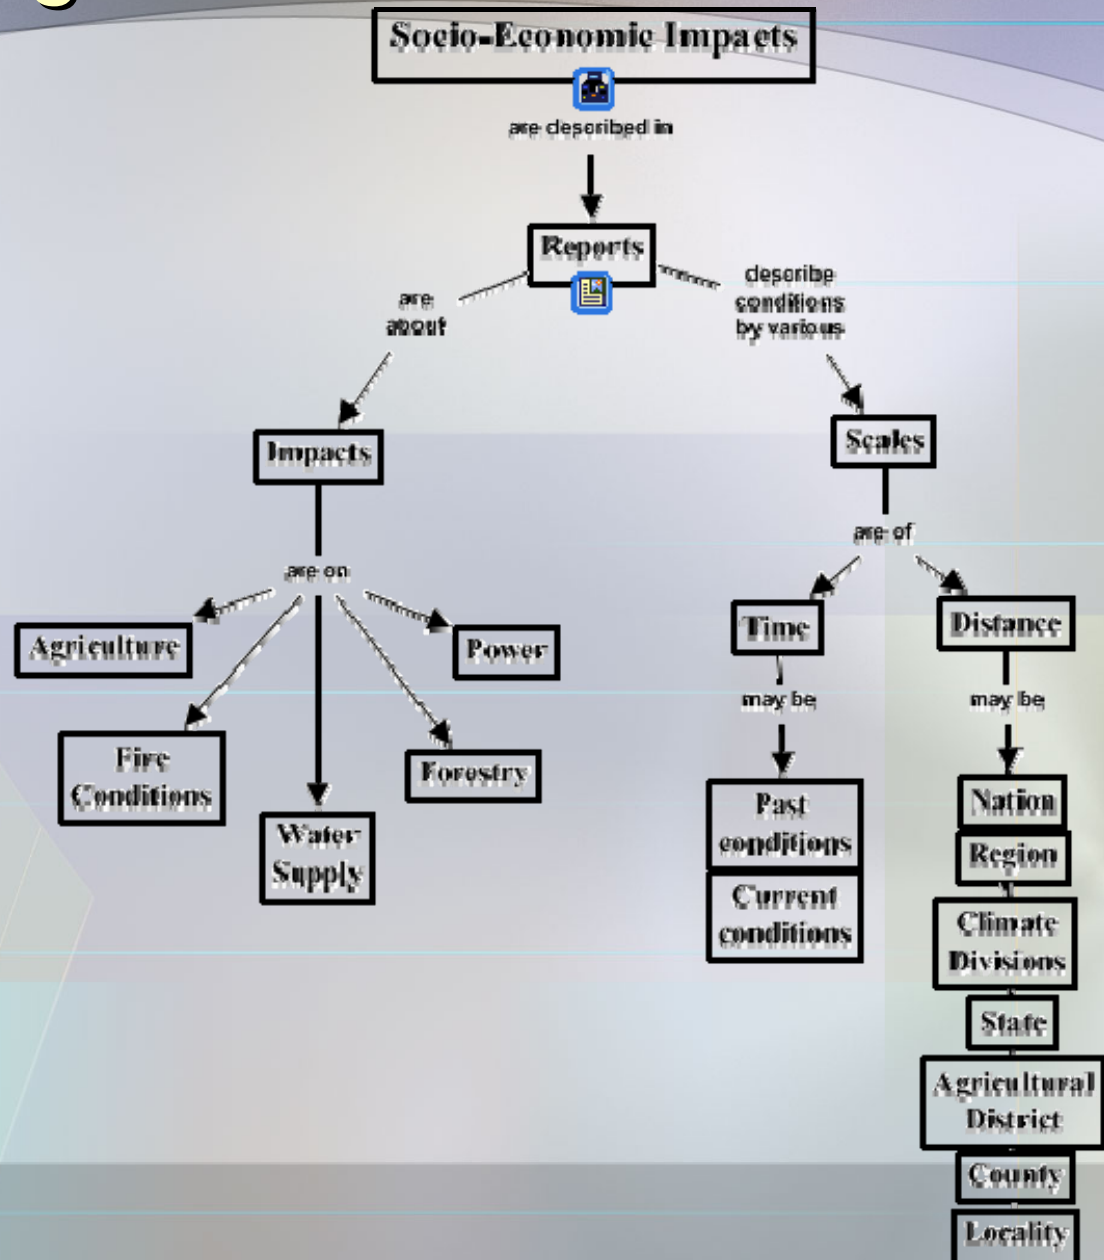 Socio-Economic Impacts
are described in
Reports
are
about
describe
conditions
by various
Impacts
Scales
are on
are of
Agriculture
Power
Time
Distance
may be
may be
Fire
Conditions
Forestry
Water
Supply
Past
conditions
Current
conditions
Nation
Region
Climate
Divisions
State
Agricultural
District
County
Locality